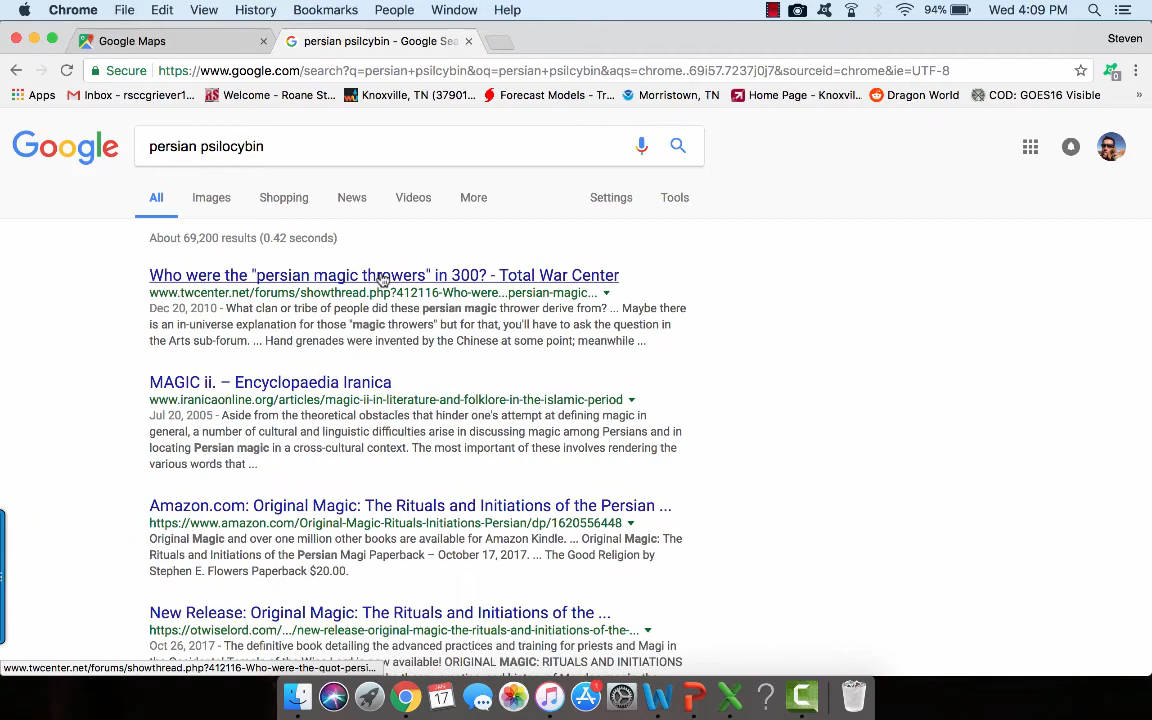 Chrome File Edit View History Bookmarks People Window Help 94% Wed 4:09 PM
Google Maps persian psilcybin - Google Sea Steven
Secure https://www.google.com/search?q=persian+psilcybin&oq=persian+psilcybin&aqs=chrome..69i57.7237j0j7&sourceid=chrome&ie=UTF-8 0
Apps Inbox - rsccgriever1... Welcome - Roane St... Knoxville, TN (37901... Forecast Models - Tr... Morristown, TN Home Page - Knoxvil... Dragon World COD: GOES16 Visible »
Google persian psilocybin
All Images Shopping News Videos More Settings Tools
About 69,200 results (0.42 seconds)
Who were the "persian magic throwers" in 300? - Total War Center
www.twcenter.net/forums/showthread.php?412116-Who-were...persian-magic...
Dec 20, 2010 - What clan or tribe of people did these persian magic thrower derive from? ... Maybe there
is an in-universe explanation for those "magic throwers" but for that, you'll have to ask the question in
the Arts sub-forum. ... Hand grenades were invented by the Chinese at some point; meanwhile ...
MAGIC ii. – Encyclopaedia Iranica
www.iranicaonline.org/articles/magic-ii-in-literature-and-folklore-in-the-islamic-period
Jul 20, 2005 - Aside from the theoretical obstacles that hinder one's attempt at defining magic in
general, a number of cultural and linguistic difficulties arise in discussing magic among Persians and in
locating Persian magic in a cross-cultural context. The most important of these involves rendering the
various words that ...
Amazon.com: Original Magic: The Rituals and Initiations of the Persian ...
https://www.amazon.com/Original-Magic-Rituals-Initiations-Persian/dp/1620556448
Original Magic and over one million other books are available for Amazon Kindle. ... Original Magic: The
Rituals and Initiations of the Persian Magi Paperback – October 17, 2017. ... The Good Religion by
Stephen E. Flowers Paperback $20.00.
New Release: Original Magic: The Rituals and Initiations of the ...
https://otwiselord.com/.../new-release-original-magic-the-rituals-and-initiations-of-the-...
Oct 26, 2017 - The definitive book detailing the advanced practices and training for priests and Magi in
now available! ORIGINAL MAGIC: RITUALS AND INITIATIONS
www.twcenter.net/forums/showthread.php?412116-Who-were-the-quot-persi...
JAN 17